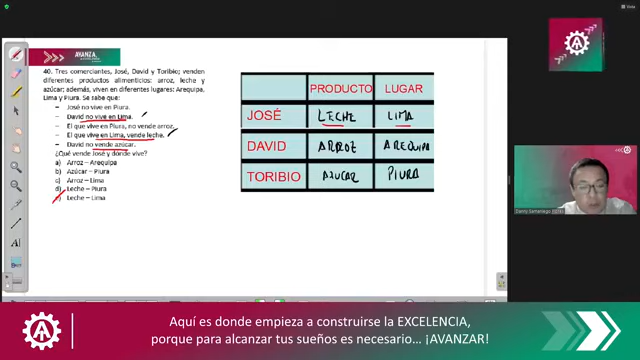 AVANZA
View
40. Tres comerciantes, José, David y Toribio; venden
diferentes productos alimenticios: arroz, leche y
azúcar; además, viven en diferentes lugares: Arequipa,
Lima y Piura. Se sabe que:
– José no vive en Piura.
– David no vive en Lima.
– El que vive en Piura, no vende arroz.
– El que vive en Lima, vende leche.
– David no vende azúcar.
¿Qué vende José y dónde vive?
a) Arroz – Arequipa
b) Azúcar – Piura
c) Arroz – Lima
d) Leche – Piura
Leche – Lima
PRODUCTO LUGAR
JOSÉ LECHE LIMA
DAVID ARROZ AREQUIPA
TORIBIO AZUCAR PIURA
Aquí es donde empieza a construirse la EXCELENCIA,
porque para alcanzar tus sueños es necesario… ¡AVANZAR!